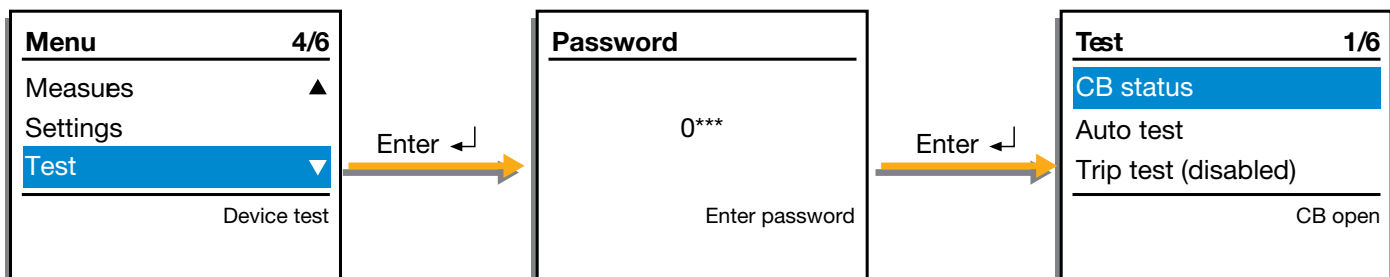 Menu 4/6
Measures ▲
Settings
Test ▼
Device test
Enter ↵
Password
0***
Enter password
Enter ↵
Test 1/6
CB status
Auto test
Trip test (disabled)
CB open